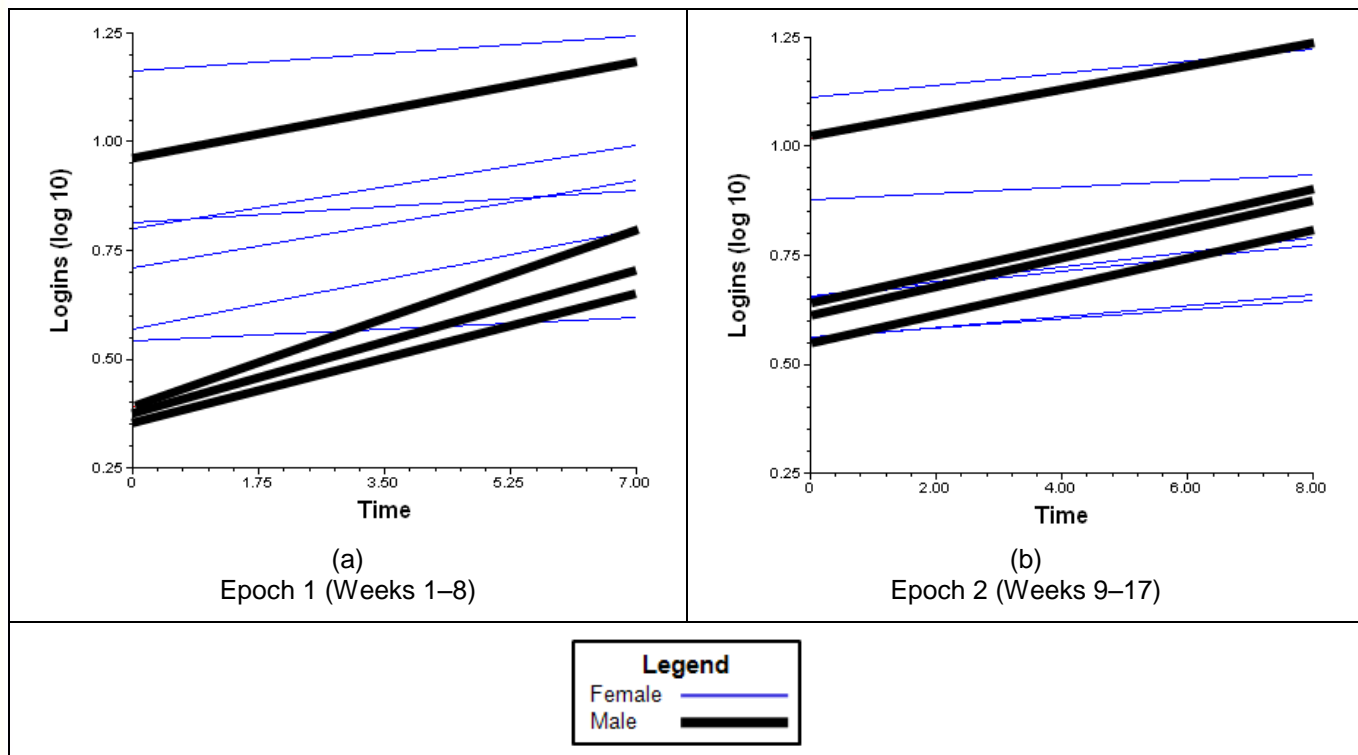 1.25
1.00
0.75
0.50
0.25
Logins (log 10)
0
1.75
3.50
5.25
7.00
Time
(a)
Epoch 1 (Weeks 1–8)
1.25
1.00
0.75
0.50
0.25
Logins (log 10)
0
2.00
4.00
6.00
8.00
Time
(b)
Epoch 2 (Weeks 9–17)
Legend
Female
Male